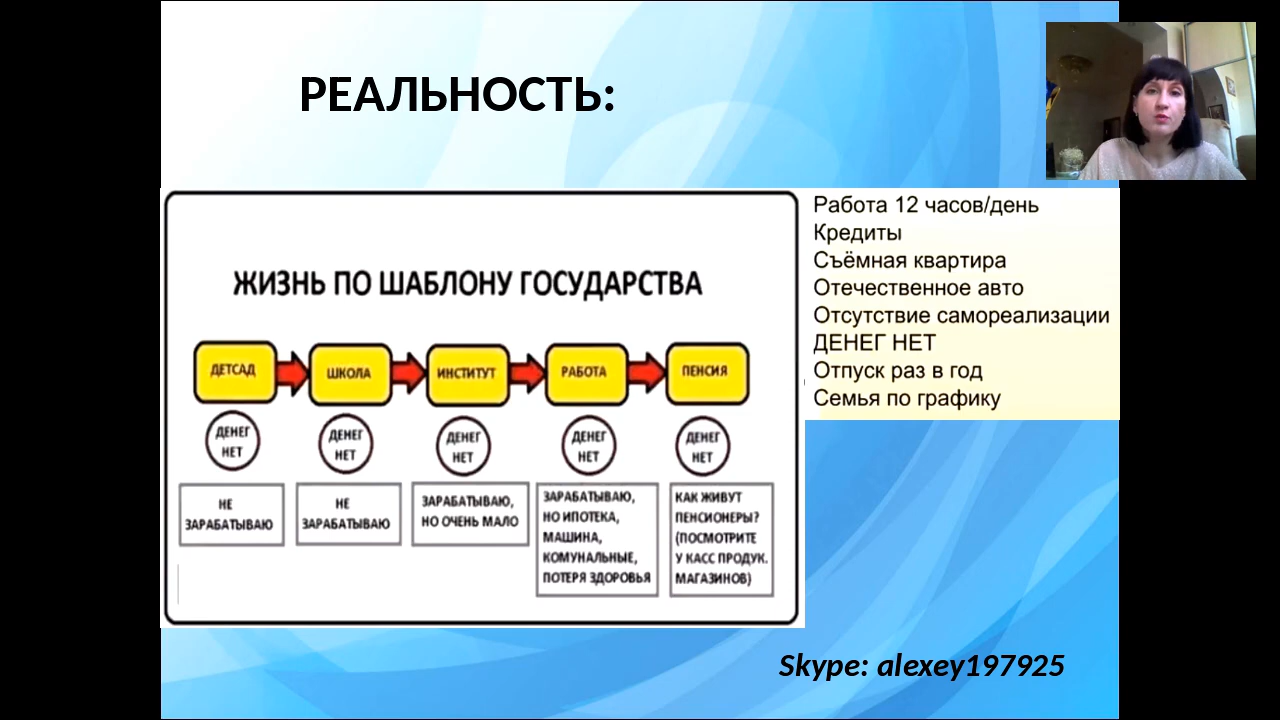 РЕАЛЬНОСТЬ:
ЖИЗНЬ ПО ШАБЛОНУ ГОСУДАРСТВА
ДЕТСАД
ШКОЛА
ИНСТИТУТ
РАБОТА
ПЕНСИЯ
ДЕНЕГ
НЕТ
ДЕНЕГ
НЕТ
ДЕНЕГ
НЕТ
ДЕНЕГ
НЕТ
ДЕНЕГ
НЕТ
НЕ
ЗАРАБАТЫВАЮ
НЕ
ЗАРАБАТЫВАЮ
ЗАРАБАТЫВАЮ,
НО ОЧЕНЬ МАЛО
ЗАРАБАТЫВАЮ,
НО ИПОТЕКА,
МАШИНА,
КОМУНАЛЬНЫЕ,
ПОТЕРЯ ЗДОРОВЬЯ
КАК ЖИВУТ
ПЕНСИОНЕРЫ?
(ПОСМОТРИТЕ
У КАСС ПРОДУК.
МАГАЗИНОВ)
Работа 12 часов/день
Кредиты
Съёмная квартира
Отечественное авто
Отсутствие самореализации
ДЕНЕГ НЕТ
Отпуск раз в год
Семья по графику
Skype: alexey197925